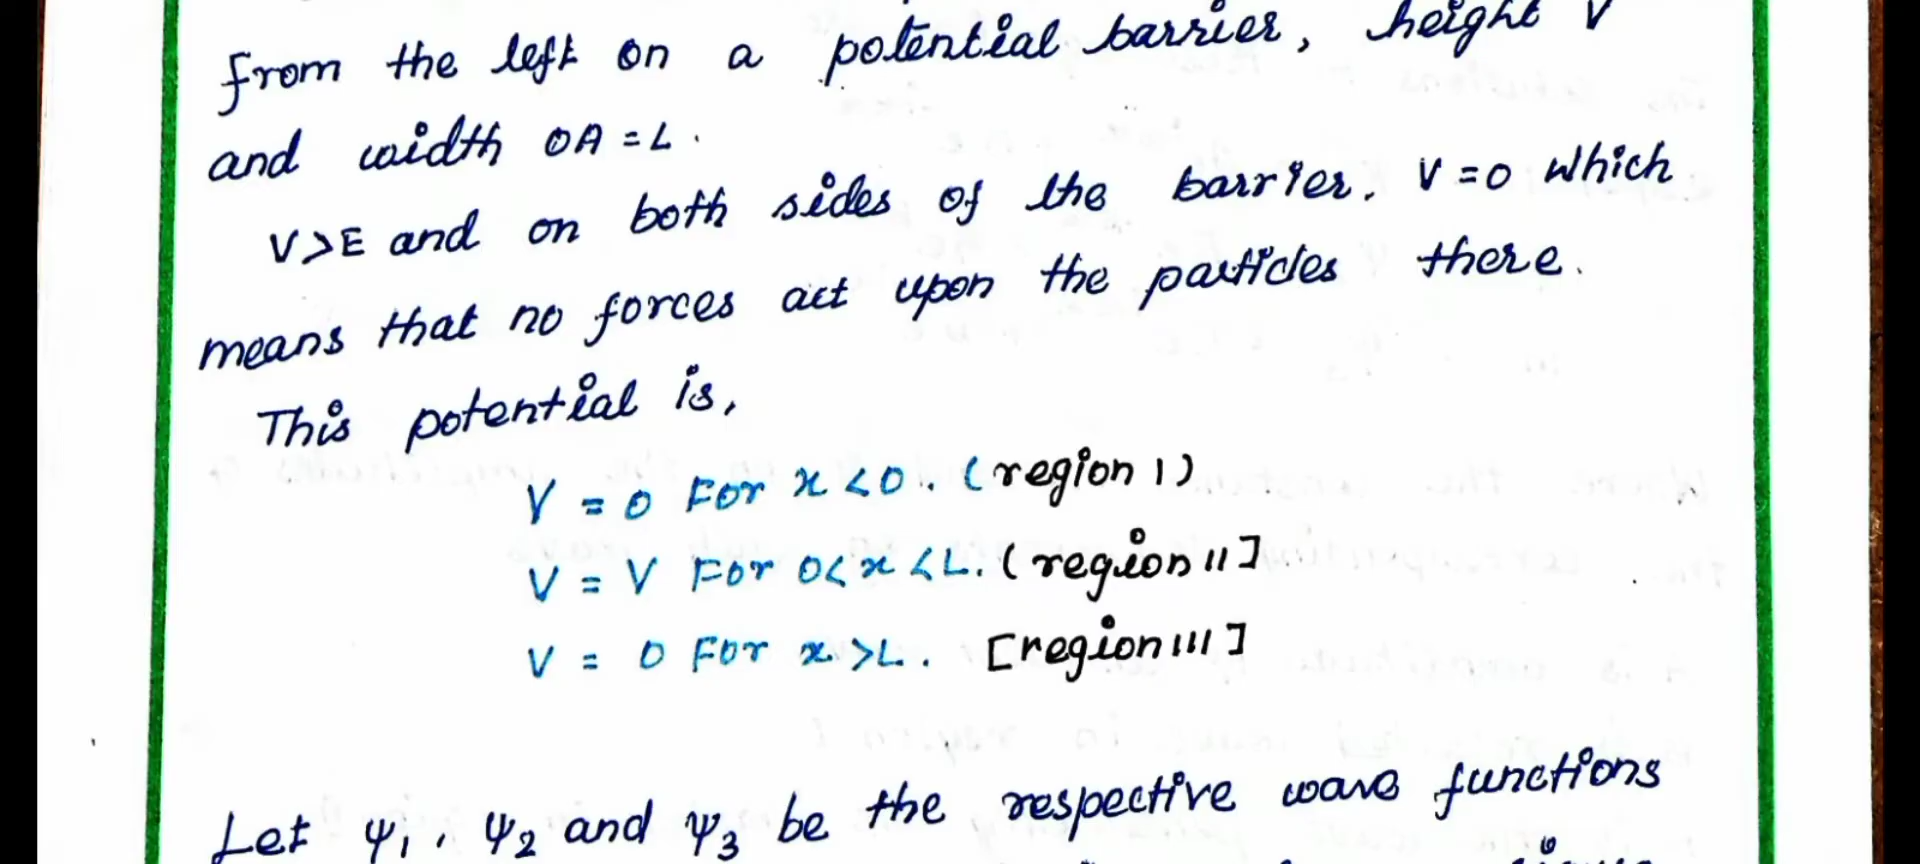 from the left on a potential barrier, height V
and width OA = L.
V>E and on both sides of the barrier. V=0 which
means that no forces act upon the particles there.
This potential is,
V = 0 For x<0. (region I)
V = V For 0<x<L. (region II]
V = 0 For x>L. [region III]
Let ψ1, ψ2 and ψ3 be the respective wave functions